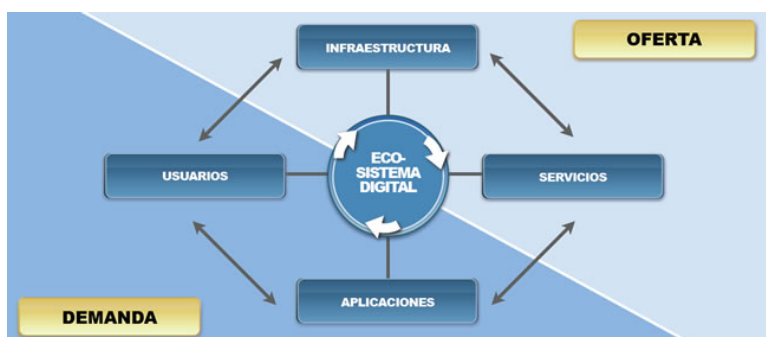 INFRAESTRUCTURA
OFERTA
USUARIOS
ECO-
SISTEMA
DIGITAL
SERVICIOS
APLICACIONES
DEMANDA